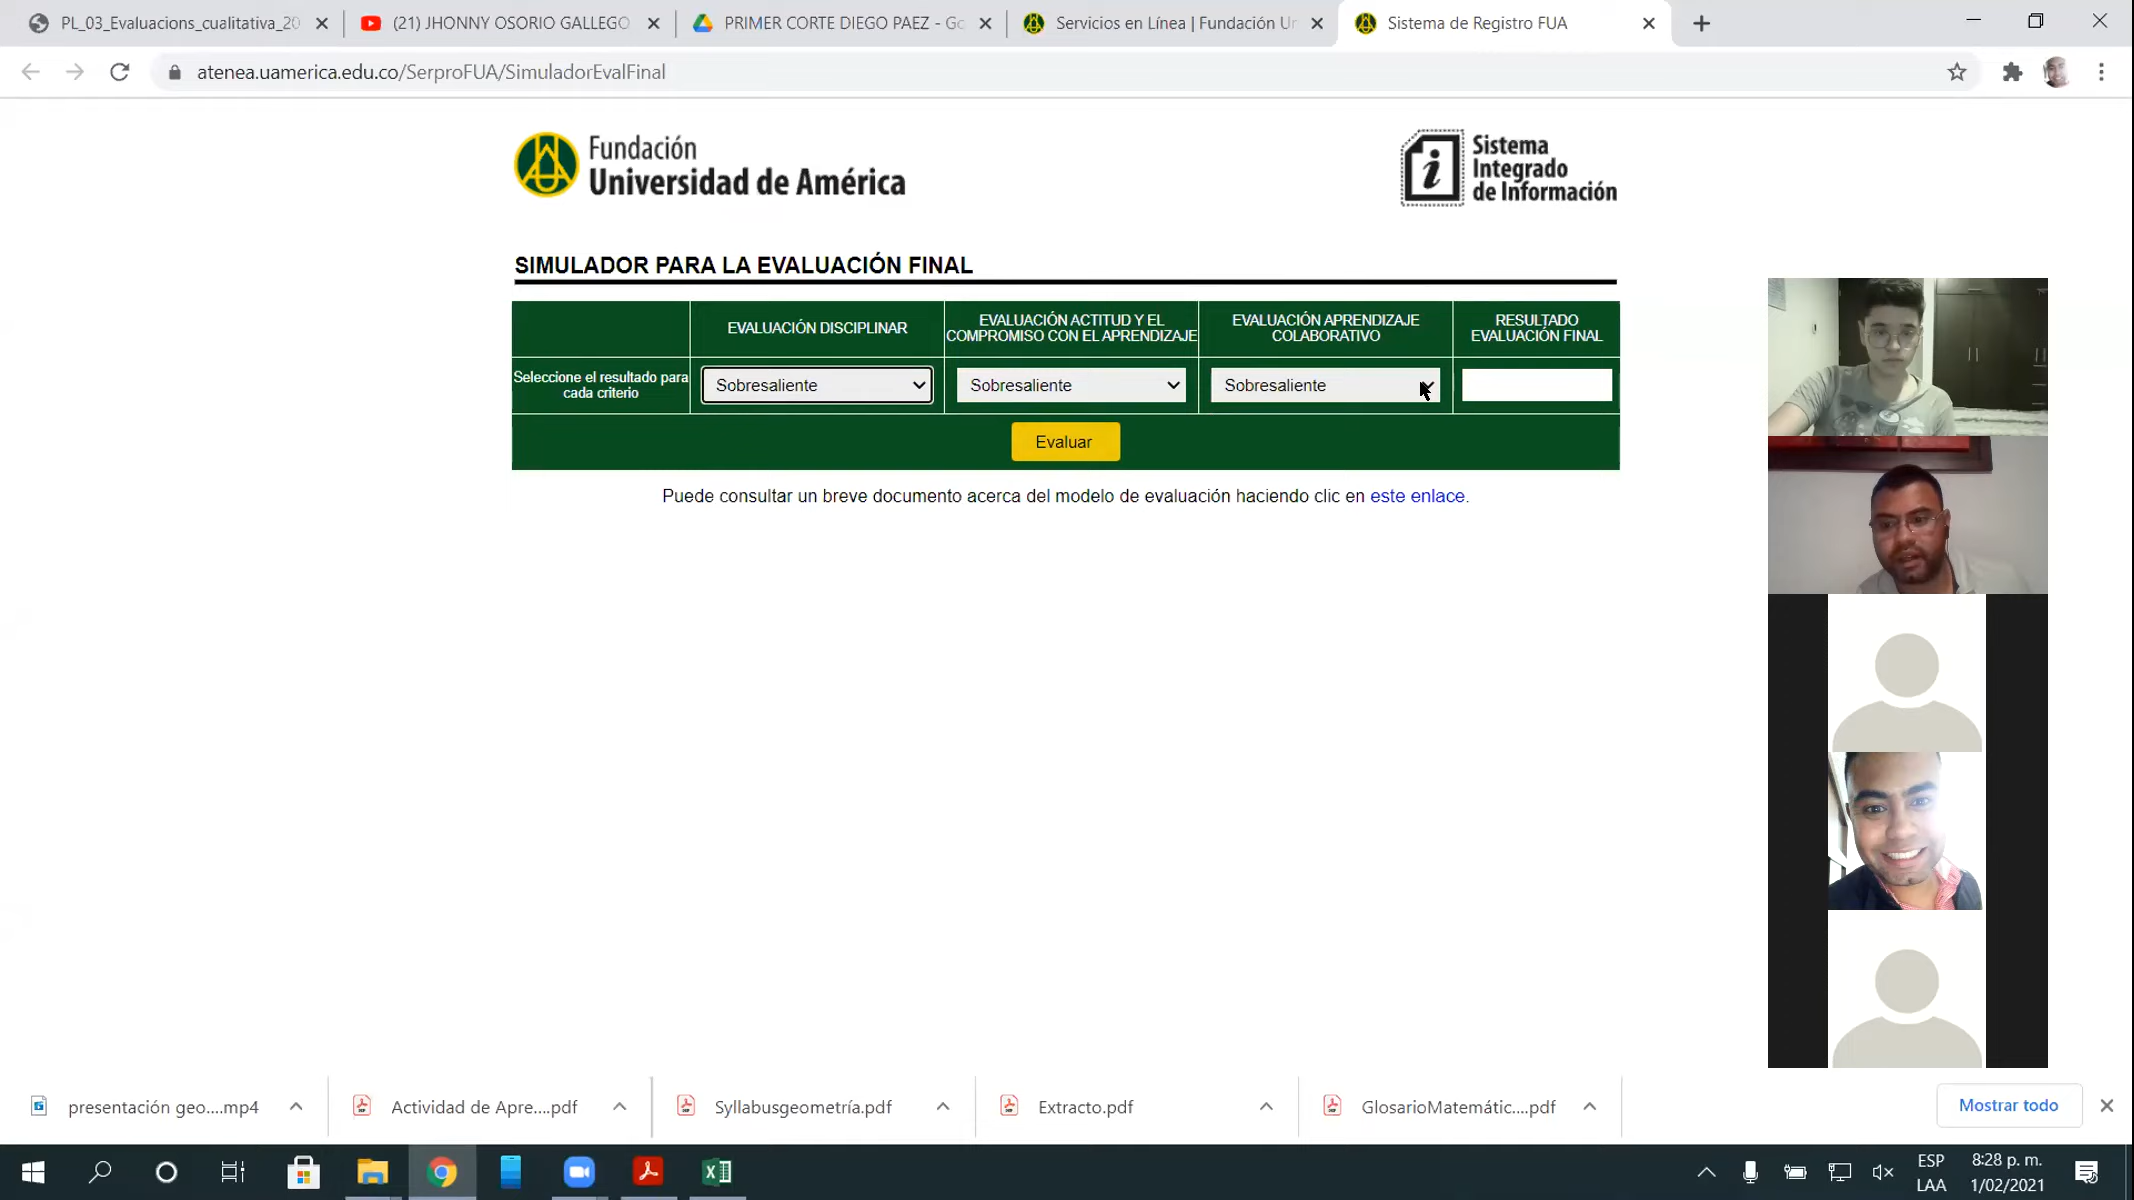 PL_03_Evaluacions_cualitativa_20
(21) JHONNY OSORIO GALLEGO
PRIMER CORTE DIEGO PAEZ - Go
Servicios en Línea | Fundación Un
Sistema de Registro FUA
atenea.uamerica.edu.co/SerproFUA/SimuladorEvalFinal
Fundación
Universidad de América
Sistema
Integrado
de Información
SIMULADOR PARA LA EVALUACIÓN FINAL
EVALUACIÓN DISCIPLINAR
EVALUACIÓN ACTITUD Y EL
COMPROMISO CON EL APRENDIZAJE
EVALUACIÓN APRENDIZAJE
COLABORATIVO
RESULTADO
EVALUACIÓN FINAL
Seleccione el resultado para
cada criterio
Sobresaliente
Sobresaliente
Sobresaliente
Evaluar
Puede consultar un breve documento acerca del modelo de evaluación haciendo clic en este enlace.
presentación geo....mp4
Actividad de Apre....pdf
Syllabusgeometría.pdf
Extracto.pdf
GlosarioMatemátic....pdf
Mostrar todo
ESP
LAA
8:28 p. m.
1/02/2021